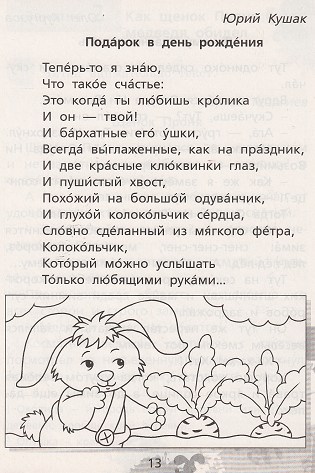 Юрий Кушак
Пода́рок в день рожде́ния
Тепе́рь-то я зна́ю,
Что тако́е сча́стье:
Э́то когда́ ты лю́бишь кро́лика
И он — твой!
И ба́рхатные его́ у́шки,
Всегда́ вы́глаженные, как на пра́здник,
И две кра́сные клю́квинки глаз,
И пуши́стый хвост,
Похо́жий на большо́й одува́нчик,
И глухо́й колоко́льчик се́рдца,
Сло́вно сде́ланный из мя́гкого фе́тра,
Колоко́льчик,
Кото́рый мо́жно услы́шать
То́лько лю́бящими рука́ми...
13